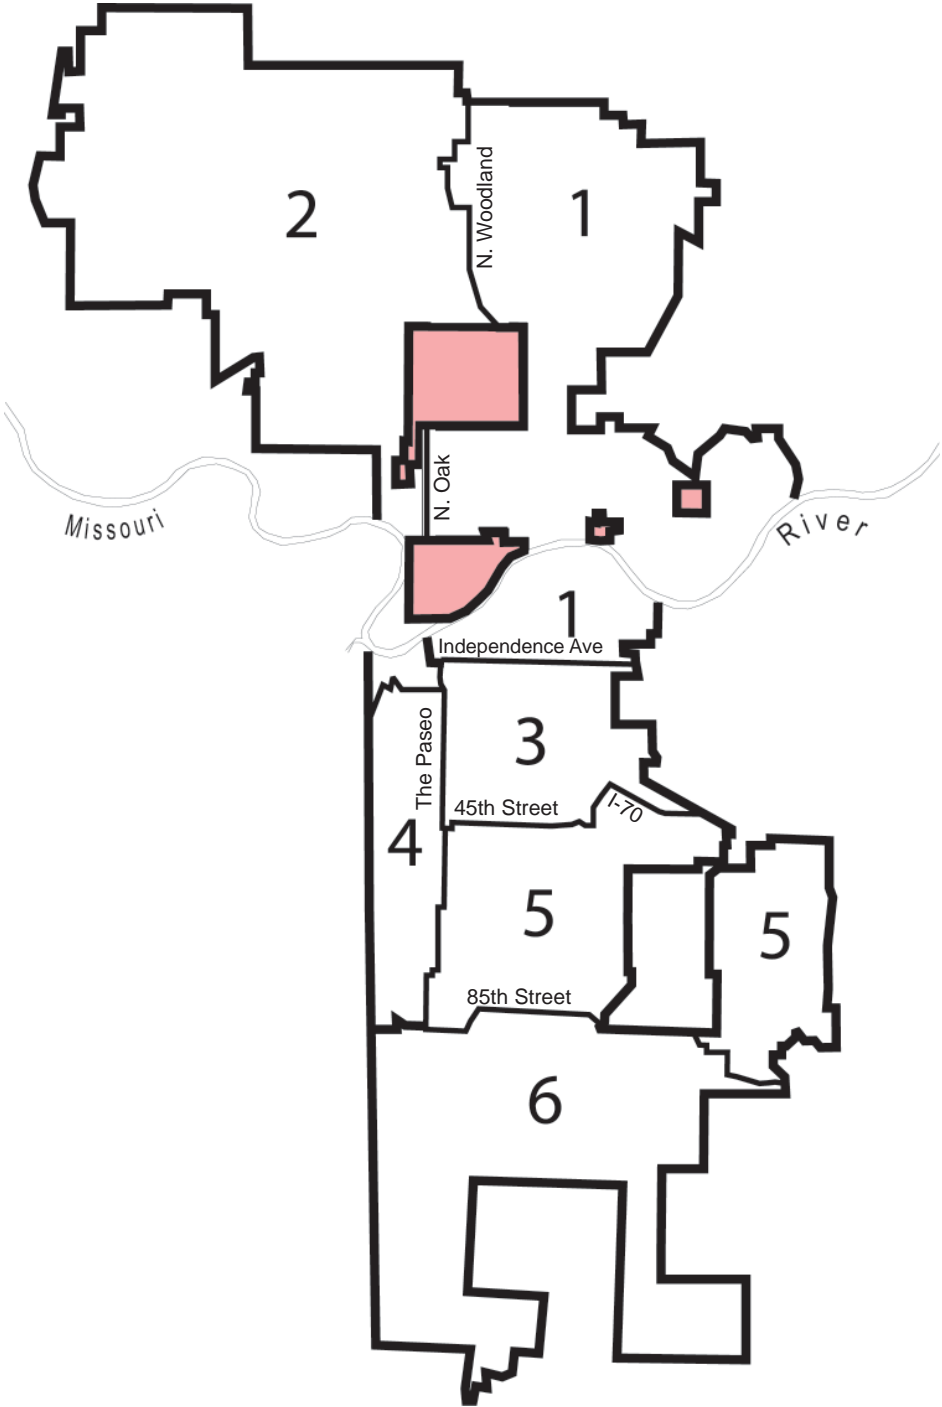 2
1
N. Woodland
N. Oak
Missouri
River
1
Independence Ave
3
The Paseo
45th Street
I-70
4
5
5
85th Street
6